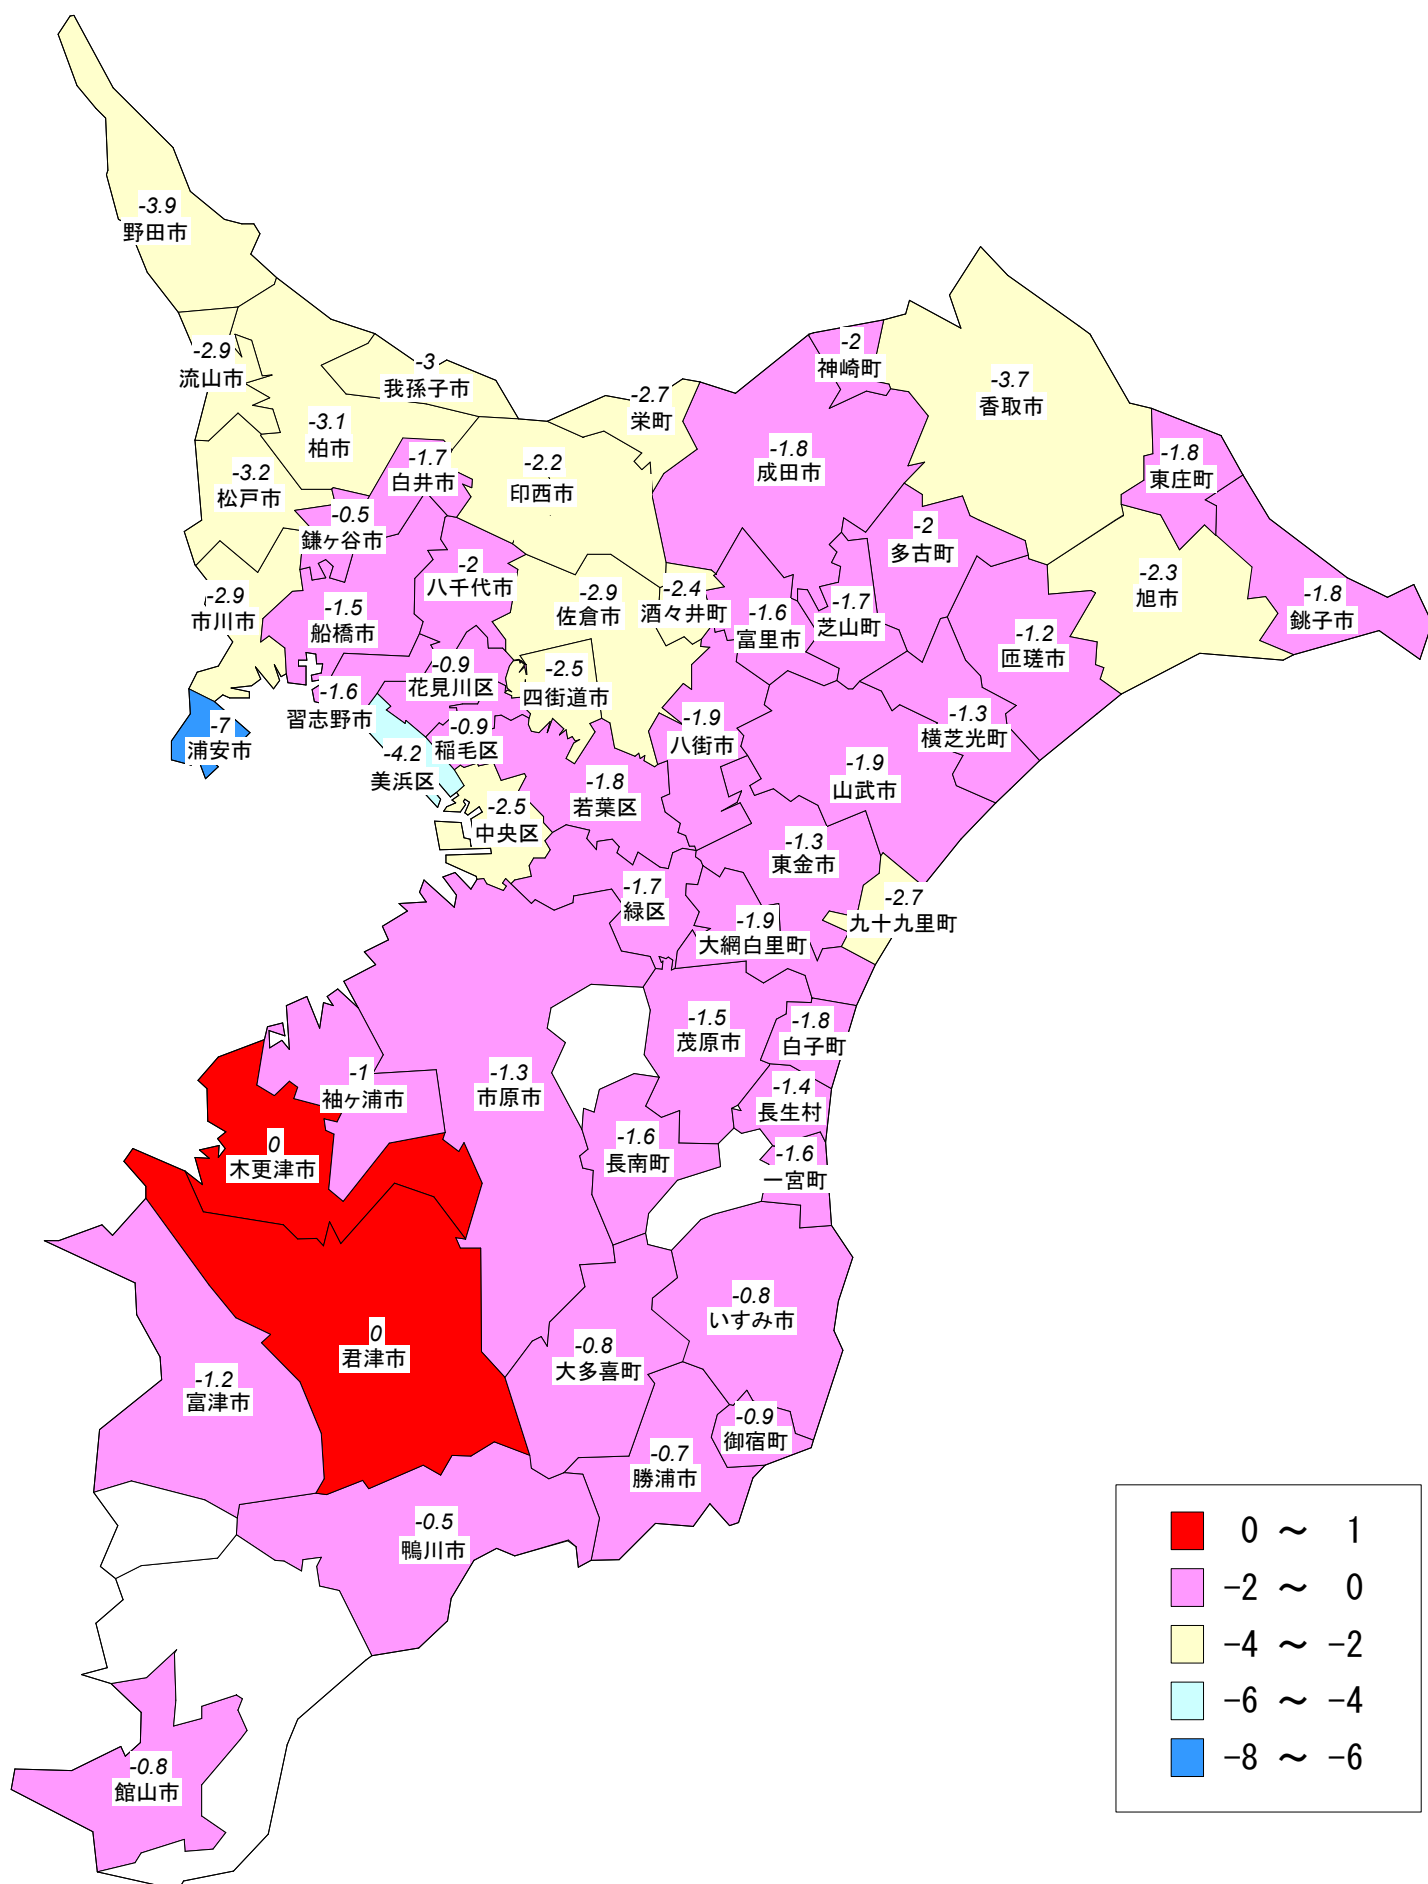 -3.9
野田市
-2.9
流山市
-3
我孫子市
-3.1
柏市
-2.7
栄町
-2
神崎町
-3.7
香取市
-1.8
成田市
-1.8
東庄町
-1.7
白井市
-2.2
印西市
-3.2
松戸市
-0.5
鎌ヶ谷市
-2
八千代市
-2
多古町
-2.3
旭市
-1.8
銚子市
-2.9
市川市
-1.5
船橋市
-2.9
佐倉市
-2.4
酒々井町
-1.6
富里市
-1.7
芝山町
-1.2
匝瑳市
-0.9
花見川区
-2.5
四街道市
-1.6
習志野市
-7
浦安市
-0.9
稲毛区
-4.2
美浜区
-1.9
八街市
-1.3
横芝光町
-1.8
若葉区
-1.9
山武市
-2.5
中央区
-1.3
東金市
-1.7
緑区
-1.9
大網白里町
-2.7
九十九里町
-1.5
茂原市
-1.8
白子町
-1
袖ヶ浦市
-1.3
市原市
-1.4
長生村
0
木更津市
-1.6
長南町
-1.6
一宮町
-0.8
いすみ市
0
君津市
-0.8
大多喜町
-1.2
富津市
-0.9
御宿町
-0.7
勝浦市
-0.5
鴨川市
-0.8
館山市
0 ～ 1
-2 ～ 0
-4 ～ -2
-6 ～ -4
-8 ～ -6